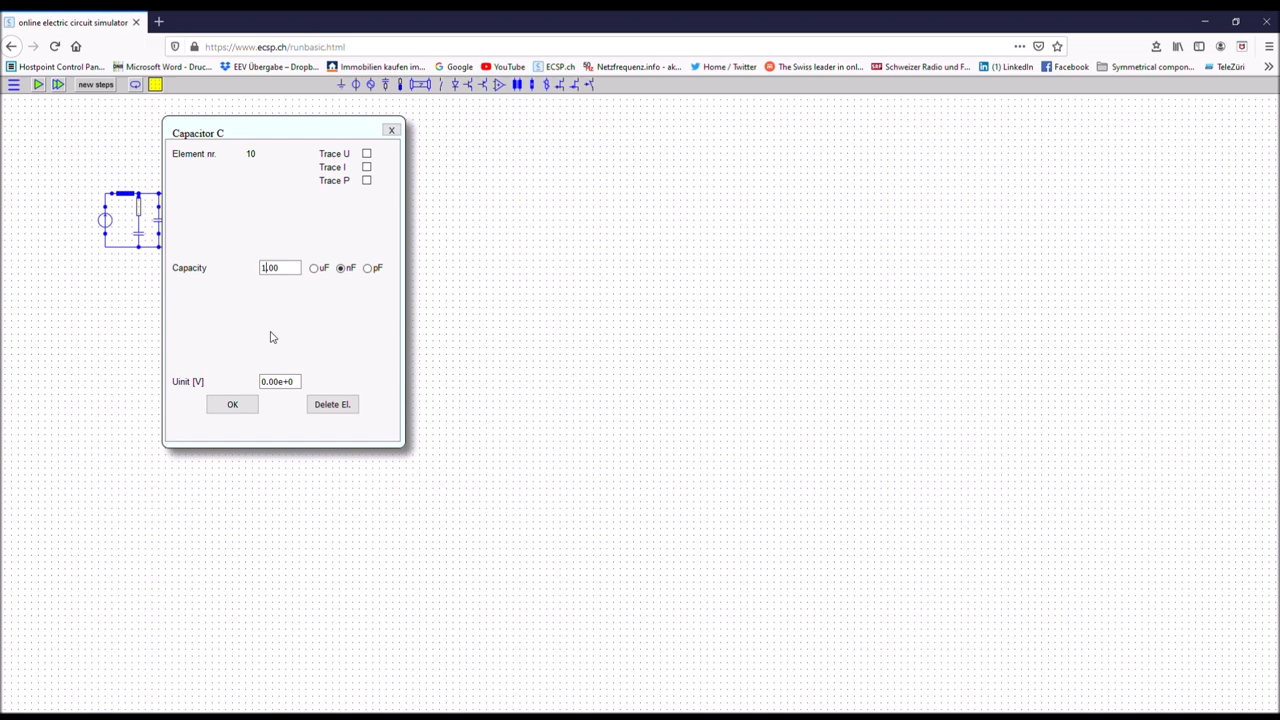 online electric circuit simulator
https://www.ecsp.ch/runbasic.html
Hostpoint Control Pan...
Microsoft Word - Druc...
EEV Übergabe – Dropb...
Immobilien kaufen im...
Google
YouTube
ECSP.ch
Netzfrequenz.info - ak...
Home / Twitter
The Swiss leader in onl...
Schweizer Radio und F...
(1) LinkedIn
Facebook
Symmetrical compon...
TeleZüri
new steps
Capacitor C
X
Element nr. 10 Trace U
Trace I
Trace P
Capacity 1.00 uF nF pF
Uinit [V] 0.00e+0
OK Delete El.